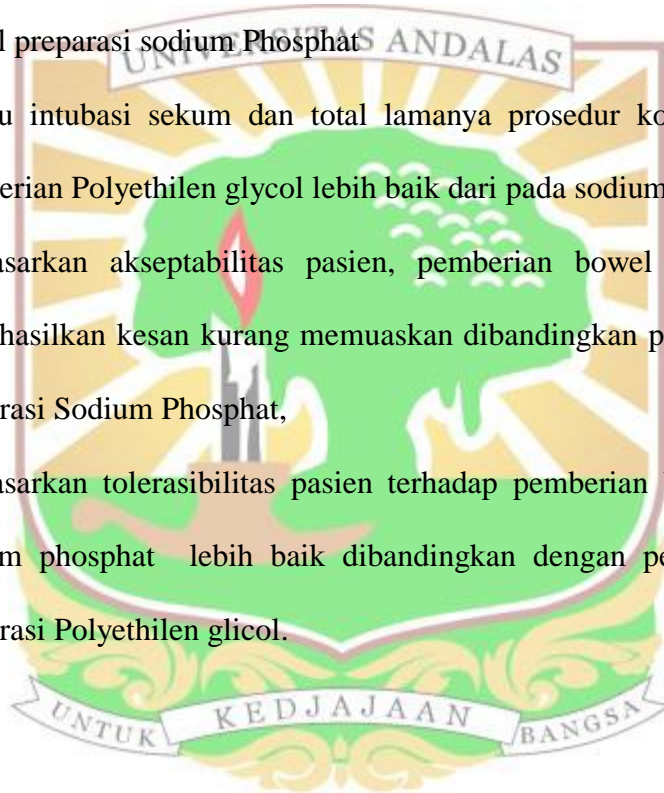 l preparasi sodium Phosphat
UNIVERSITAS ANDALAS
u intubasi sekum dan total lamanya prosedur ko
erian Polyethilen glycol lebih baik dari pada sodium
asarkan akseptabilitas pasien, pemberian bowel
hasilkan kesan kurang memuaskan dibandingkan p
rasi Sodium Phosphat,
asarkan tolerasibilitas pasien terhadap pemberian
m phosphat lebih baik dibandingkan dengan pe
rasi Polyethilen glicol.
UNTUK KEDJAJAAN BANGSA